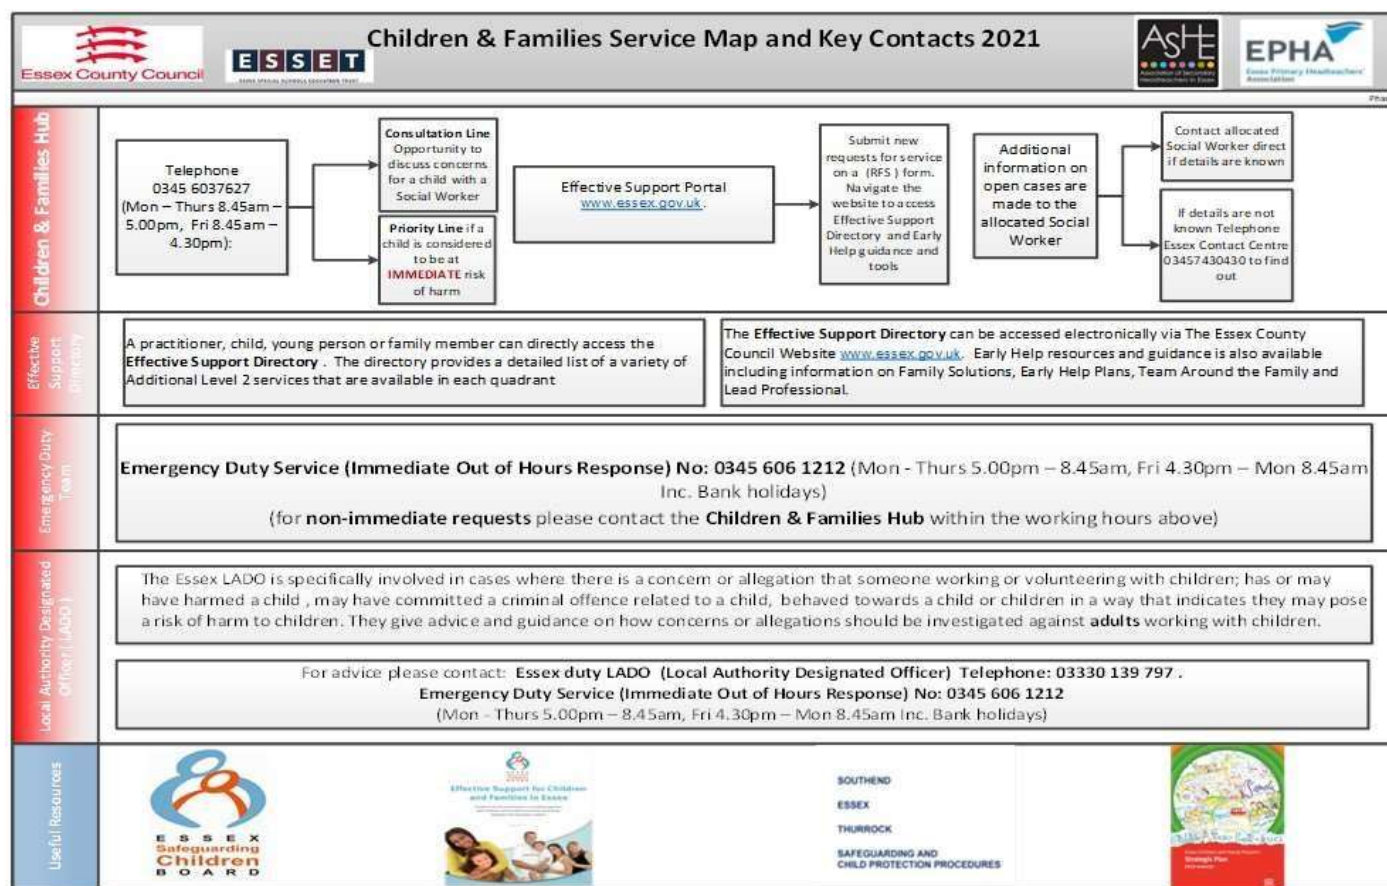 Essex County Council
ESSET
Children & Families Service Map and Key Contacts 2021
ASHE
Association of Secondary
Headteachers in Essex
EPHA
Essex Primary Headteachers'
Association
Children & Families Hub
Telephone
0345 6037627
(Mon – Thurs 8.45am –
5.00pm, Fri 8.45am –
4.30pm):
Consultation Line
Opportunity to
discuss concerns
for a child with a
Social Worker
Priority Line if a
child is considered
to be at
IMMEDIATE risk
of harm
Effective Support Portal
www.essex.gov.uk.
Submit new
requests for service
on a (RFS ) form.
Navigate the
website to access
Effective Support
Directory and Early
Help guidance and
tools
Additional
information on
open cases are
made to the
allocated Social
Worker
Contact allocated
Social Worker direct
if details are known
If details are not
known Telephone
Essex Contact Centre
03457430430 to find
out
Effective
Support
Directory
A practitioner, child, young person or family member can directly access the
Effective Support Directory . The directory provides a detailed list of a variety of
Additional Level 2 services that are available in each quadrant
The Effective Support Directory can be accessed electronically via The Essex County
Council Website www.essex.gov.uk. Early Help resources and guidance is also available
including information on Family Solutions, Early Help Plans, Team Around the Family and
Lead Professional.
Emergency Duty
Team
Emergency Duty Service (Immediate Out of Hours Response) No: 0345 606 1212 (Mon - Thurs 5.00pm – 8.45am, Fri 4.30pm – Mon 8.45am
Inc. Bank holidays)
(for non-immediate requests please contact the Children & Families Hub within the working hours above)
Local Authority Designated
Officer ( LADO )
The Essex LADO is specifically involved in cases where there is a concern or allegation that someone working or volunteering with children; has or may
have harmed a child , may have committed a criminal offence related to a child, behaved towards a child or children in a way that indicates they may pose
a risk of harm to children. They give advice and guidance on how concerns or allegations should be investigated against adults working with children.
For advice please contact: Essex duty LADO (Local Authority Designated Officer) Telephone: 03330 139 797 .
Emergency Duty Service (Immediate Out of Hours Response) No: 0345 606 1212
(Mon - Thurs 5.00pm – 8.45am, Fri 4.30pm – Mon 8.45am Inc. Bank holidays)
Useful Resources
ESSEX
Safeguarding
Children
BOARD
Effective Support for Children
and Families in Essex
SOUTHEND
ESSEX
THURROCK
SAFEGUARDING AND
CHILD PROTECTION PROCEDURES
Strategic Plan